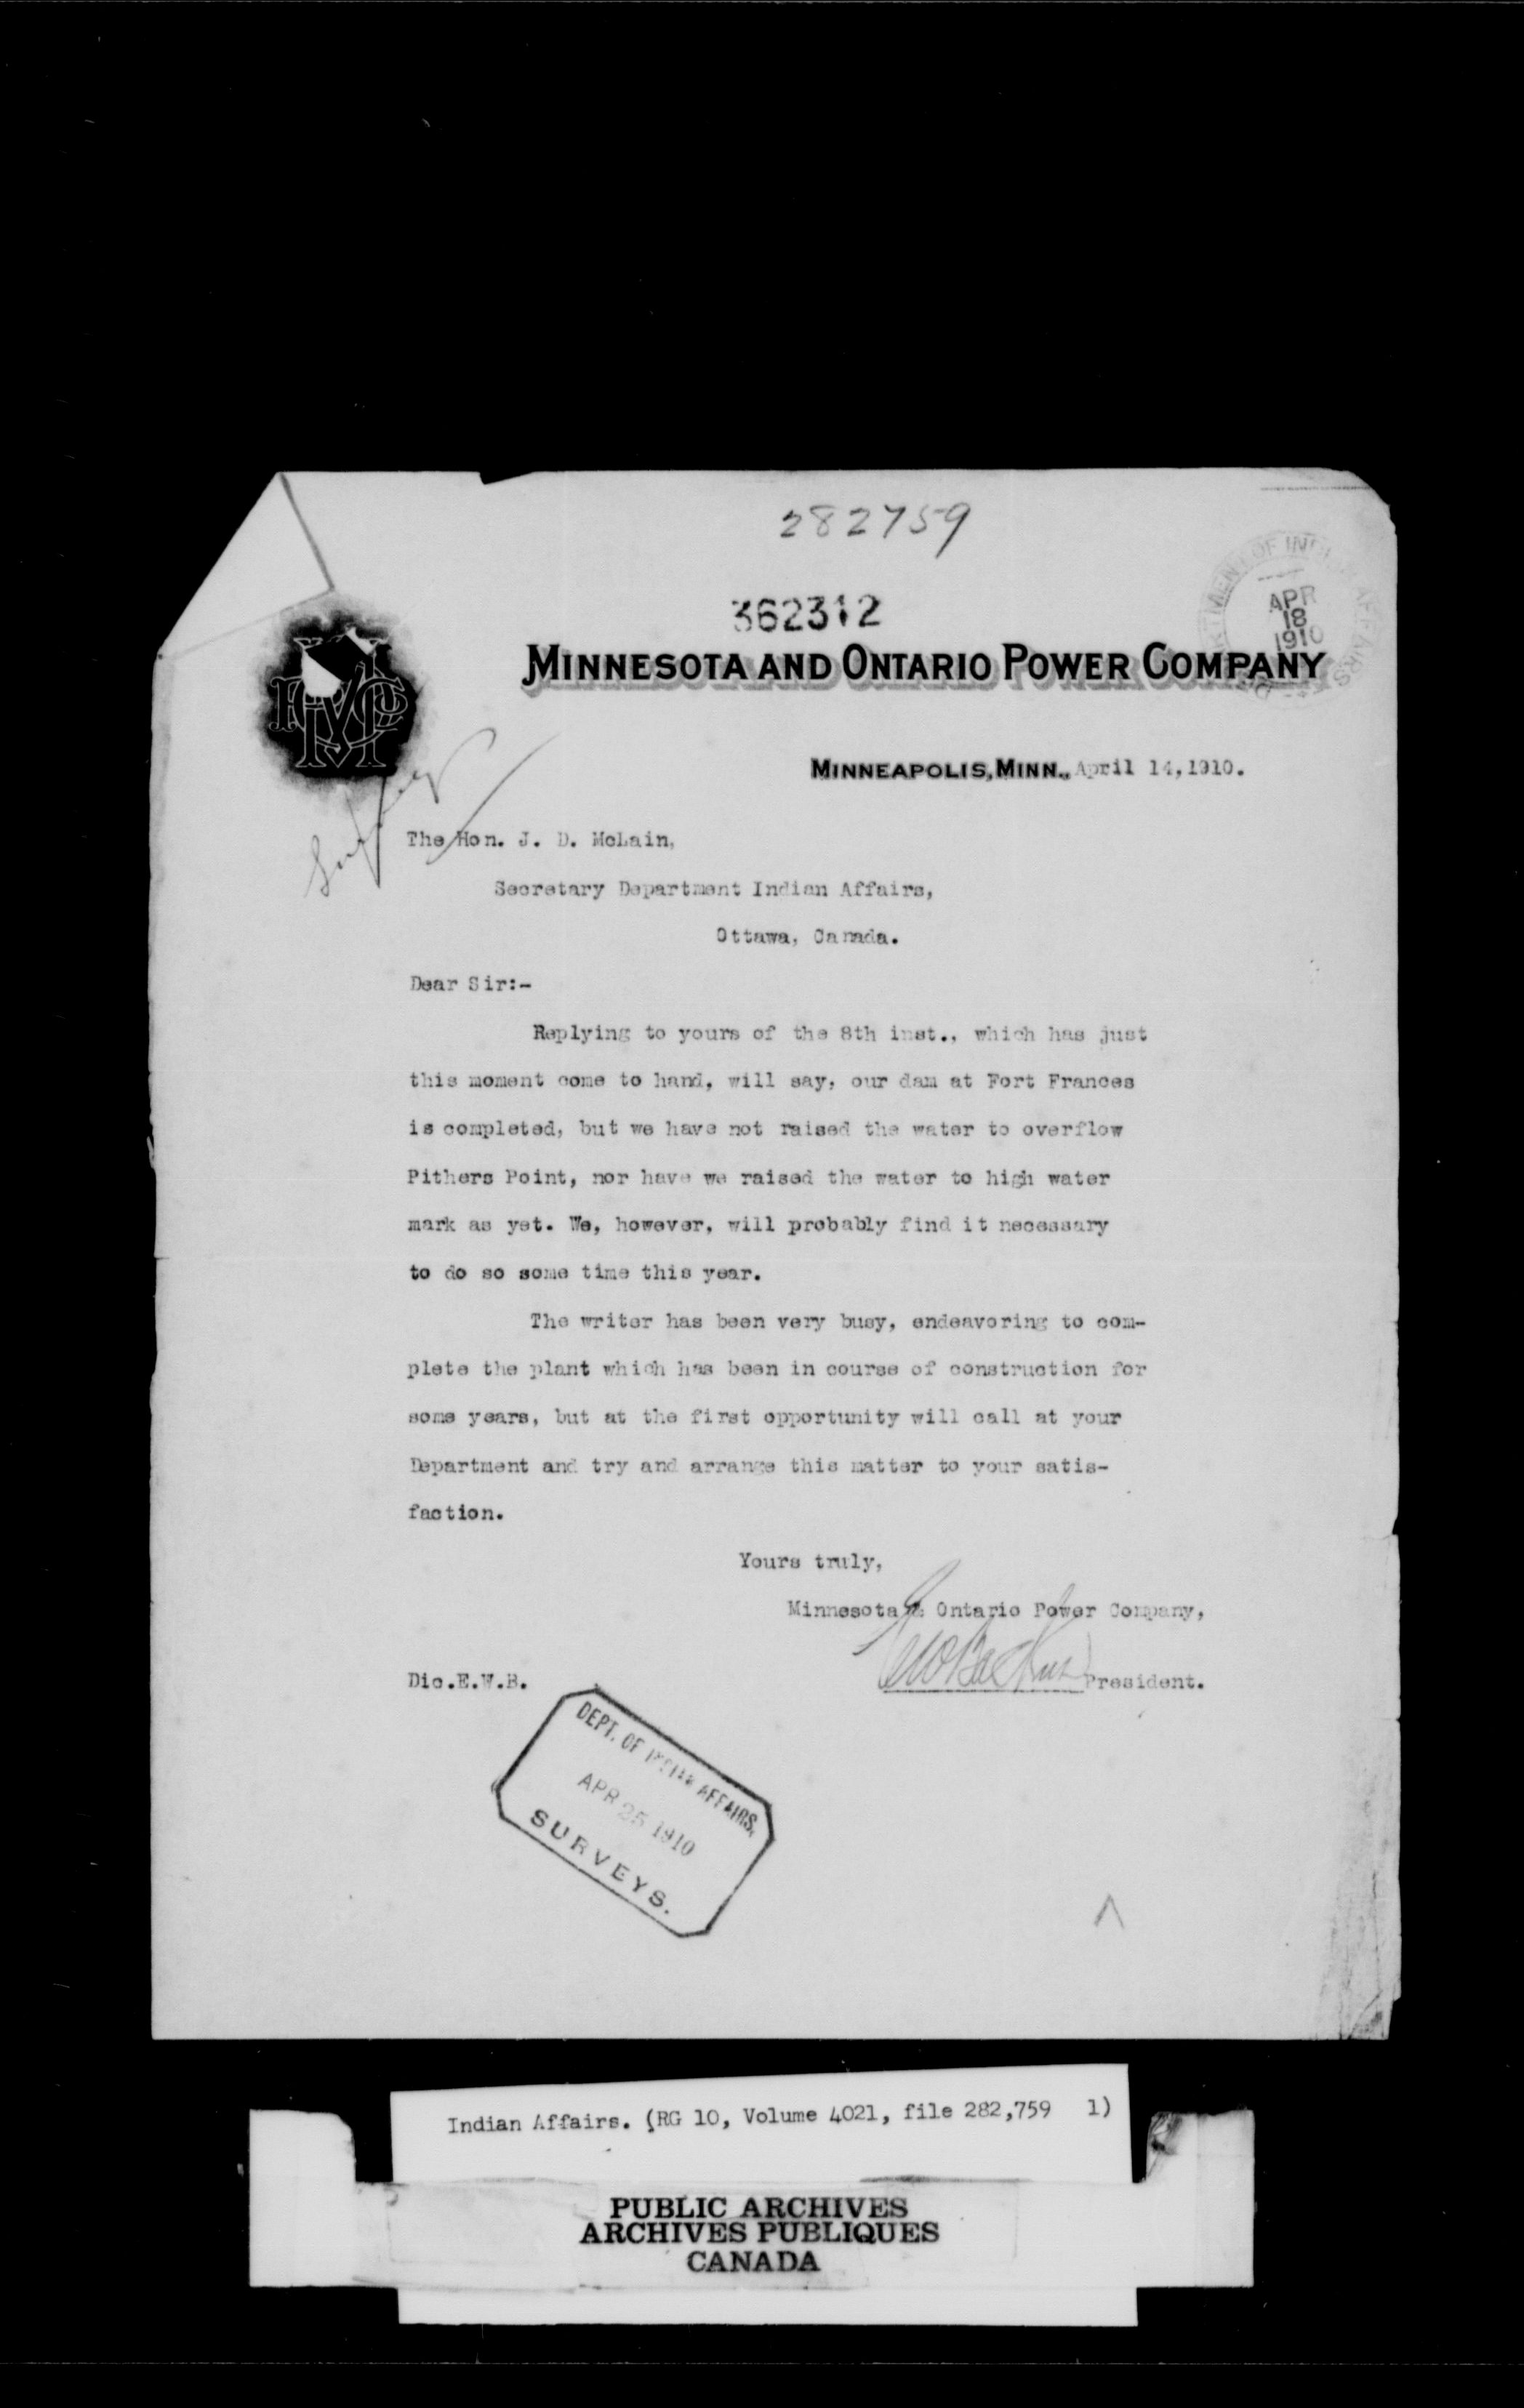 282759
362312
DEPARTMENT OF INDIAN AFFAIRS
APR
18
1910
MINNESOTA AND ONTARIO POWER COMPANY
MINNEAPOLIS, MINN., April 14, 1910.
The Hon. J. D. McLain,
Secretary Department Indian Affairs,
Ottawa, Canada.
Dear Sir:-
Replying to yours of the 8th inst., which has just
this moment come to hand, will say, our dam at Fort Frances
is completed, but we have not raised the water to overflow
Pithers Point, nor have we raised the water to high water
mark as yet. We, however, will probably find it necessary
to do so some time this year.
The writer has been very busy, endeavoring to com-
plete the plant which has been in course of construction for
some years, but at the first opportunity will call at your
Department and try and arrange this matter to your satis-
faction.
Yours truly,
Minnesota & Ontario Power Company,
EWBackus President.
Dic.E.W.B.
DEPT. OF INDIAN AFFAIRS.
APR 25 1910
SURVEYS.
Indian Affairs. (RG 10, Volume 4021, file 282,759 1)
PUBLIC ARCHIVES
ARCHIVES PUBLIQUES
CANADA